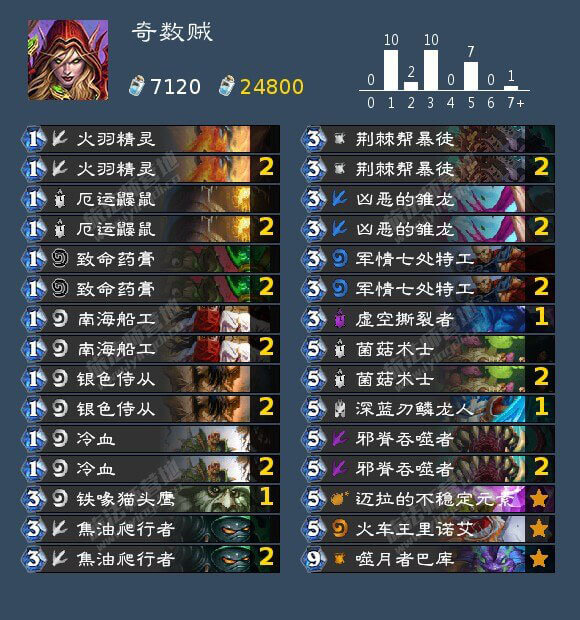 奇数贼
7120 24800
0 10 2 10 0 7 0 1
0 1 2 3 4 5 6 7+
1 火羽精灵
1 火羽精灵 2
1 厄运鼹鼠
1 厄运鼹鼠 2
1 致命药膏
1 致命药膏 2
1 南海船工
1 南海船工 2
1 银色侍从
1 银色侍从 2
1 冷血
1 冷血 2
3 铁喙猫头鹰 1
3 焦油爬行者
3 焦油爬行者 2
3 荆棘帮暴徒
3 荆棘帮暴徒 2
3 凶恶的雏龙
3 凶恶的雏龙 2
3 军情七处特工
3 军情七处特工 2
3 虚空撕裂者 1
5 菌菇术士
5 菌菇术士 2
5 深蓝刃鳞龙人 1
5 邪脊吞噬者
5 邪脊吞噬者 2
5 迈拉的不稳定元素
5 火车王里诺艾
9 噬月者巴库